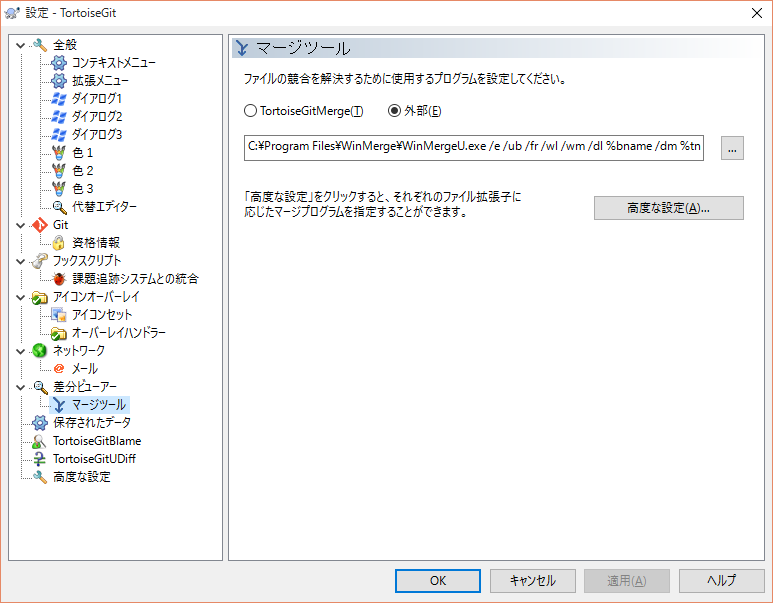 設定 - TortoiseGit
全般
コンテキストメニュー
拡張メニュー
ダイアログ1
ダイアログ2
ダイアログ3
色 1
色 2
色 3
代替エディター
Git
資格情報
フックスクリプト
課題追跡システムとの統合
アイコンオーバーレイ
アイコンセット
オーバーレイハンドラー
ネットワーク
メール
差分ビューアー
マージツール
保存されたデータ
TortoiseGitBlame
TortoiseGitUDiff
高度な設定
マージツール
ファイルの競合を解決するために使用するプログラムを設定してください。
TortoiseGitMerge(T) 外部(E)
C:¥Program Files¥WinMerge¥WinMergeU.exe /e /ub /fr /wl /wm /dl %bname /dm %tn ...
「高度な設定」をクリックすると、それぞれのファイル拡張子に
応じたマージプログラムを指定することができます。
高度な設定(A)...
OK キャンセル 適用(A) ヘルプ